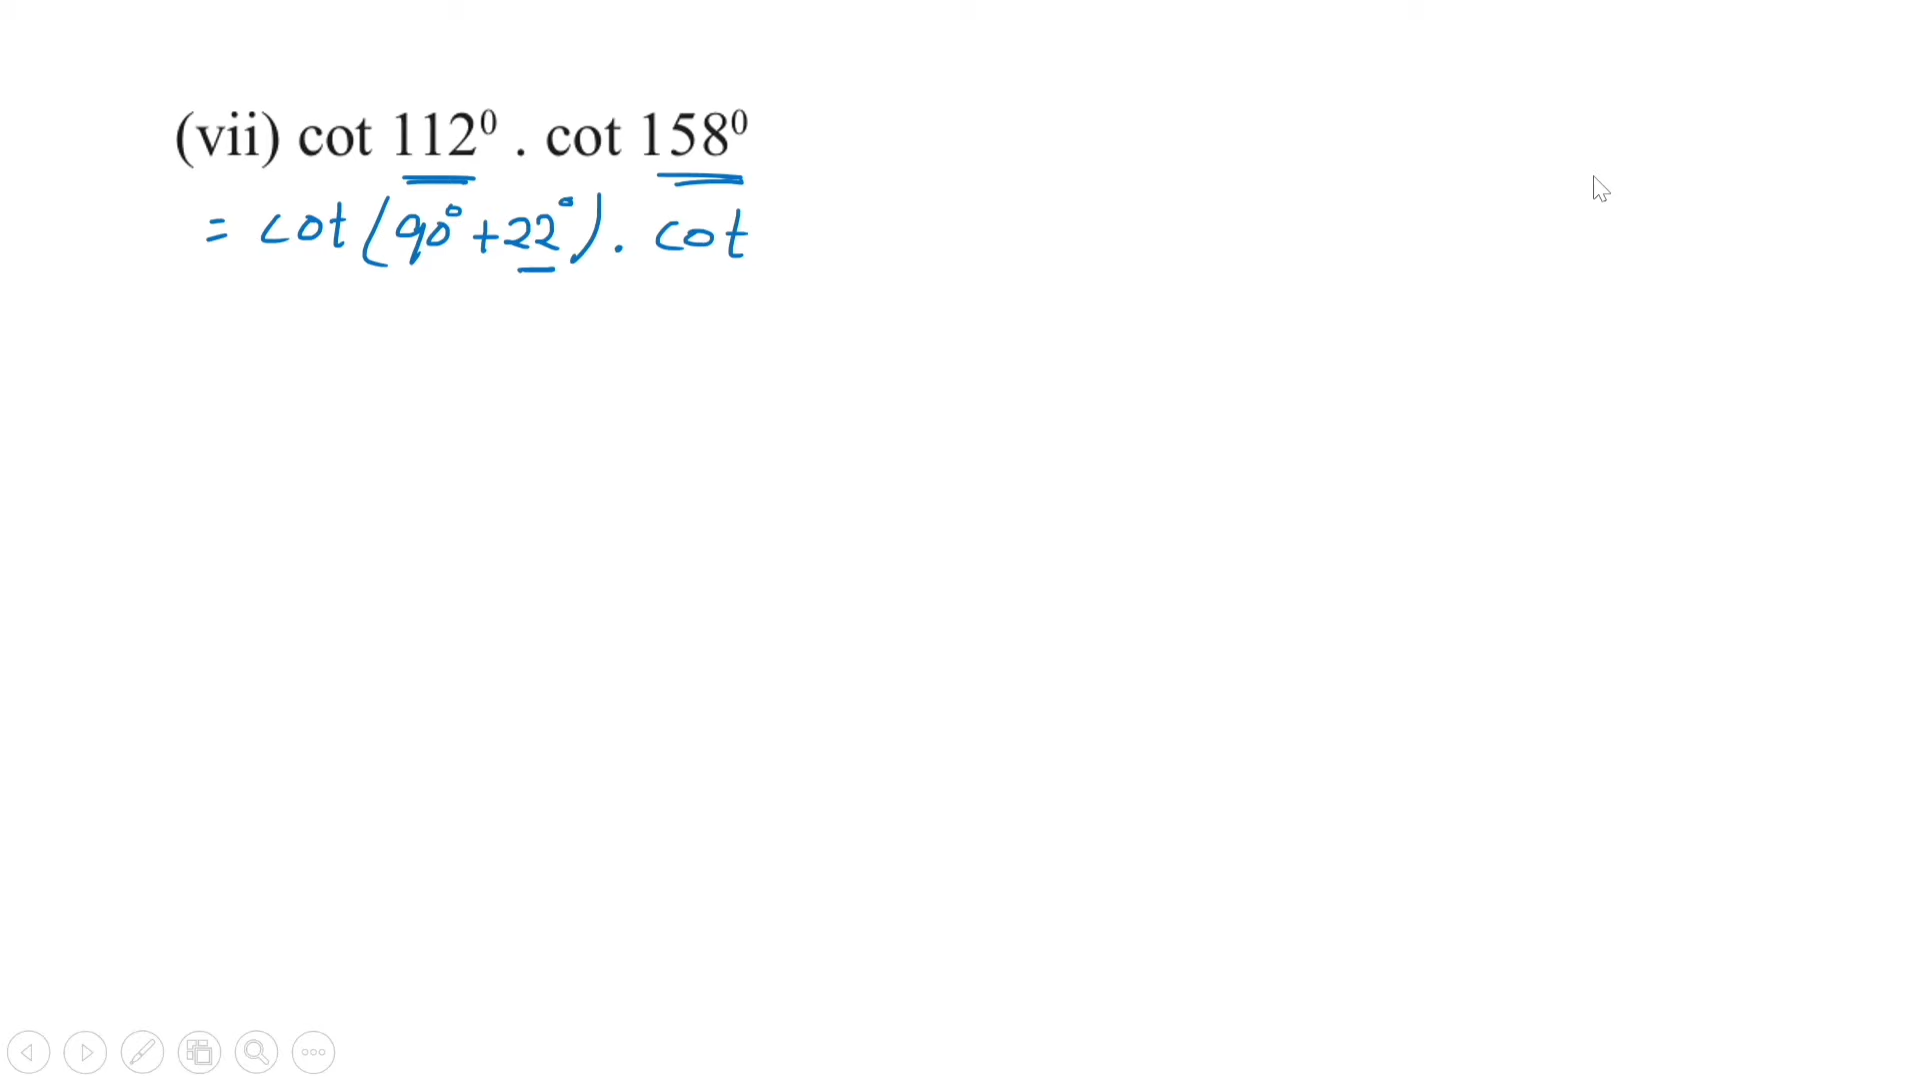 (vii) cot 112⁰ . cot 158⁰
= cot (90° + 22°) . cot